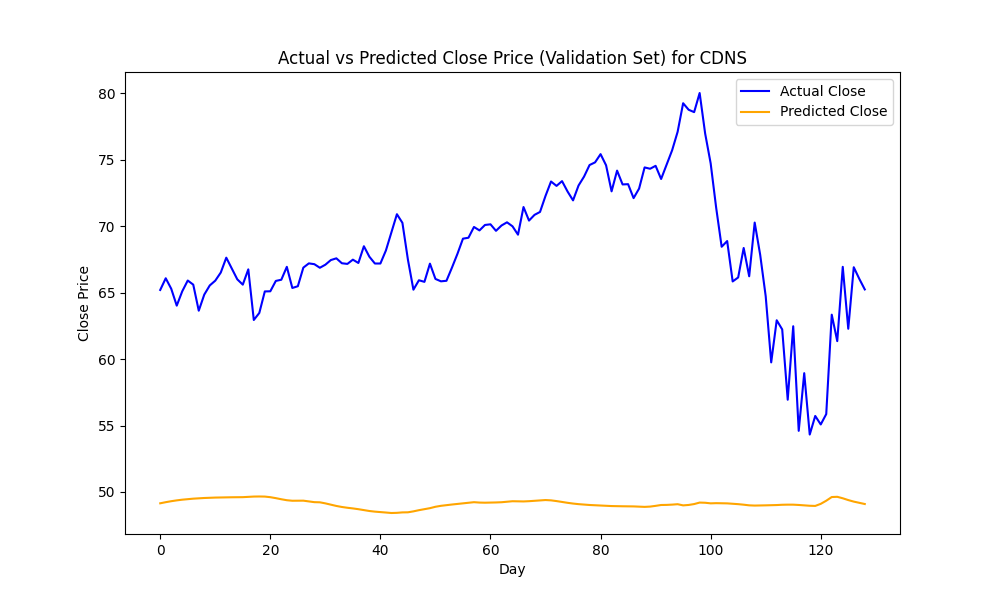 Actual vs Predicted Close Price (Validation Set) for CDNS
Actual Close
Predicted Close
Close Price
80
75
70
65
60
55
50
0 20 40 60 80 100 120
Day